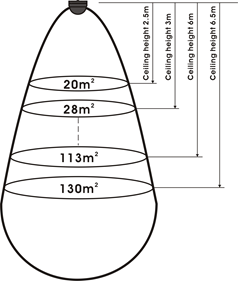 Ceiling height 2.5m
Ceiling height 3m
Ceiling height 6m
Ceiling height 6.5m
20m²
28m²
113m²
130m²